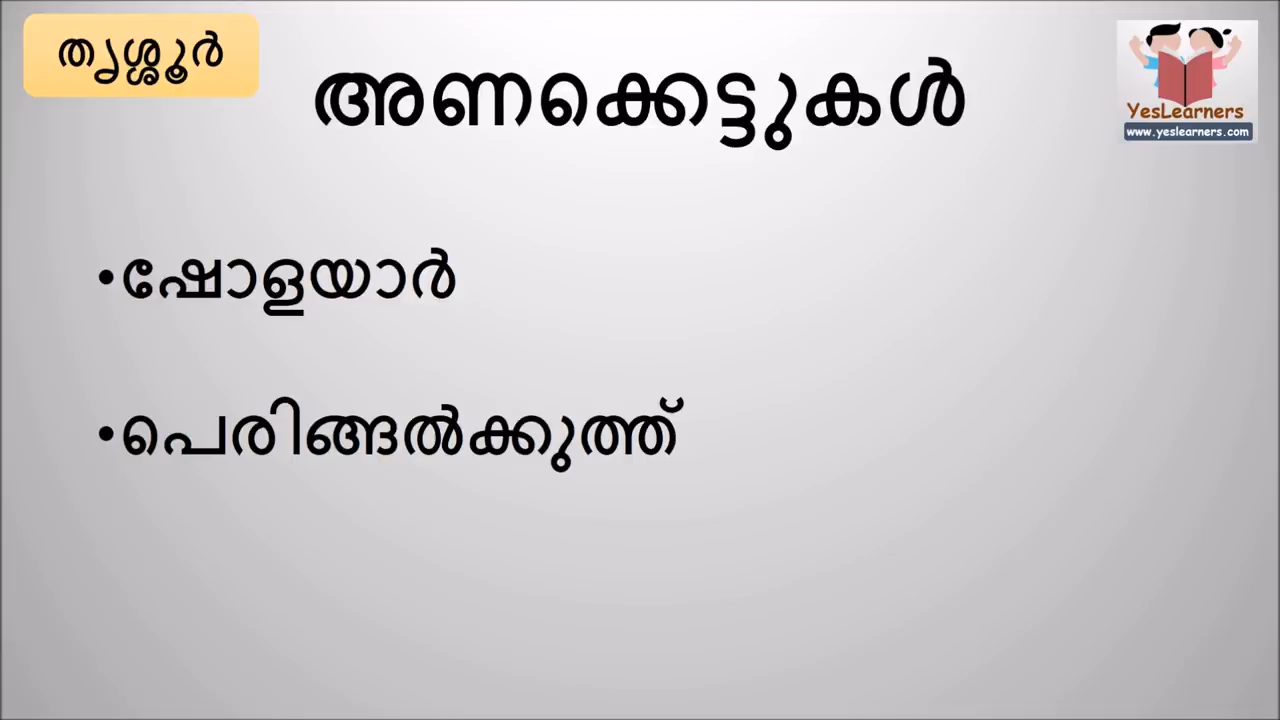 തൃശ്ശൂർ
അണക്കെട്ടുകൾ
YesLearners
www.yeslearners.com
•ഷോളയാർ
•പെരിങ്ങൽക്കുത്ത്